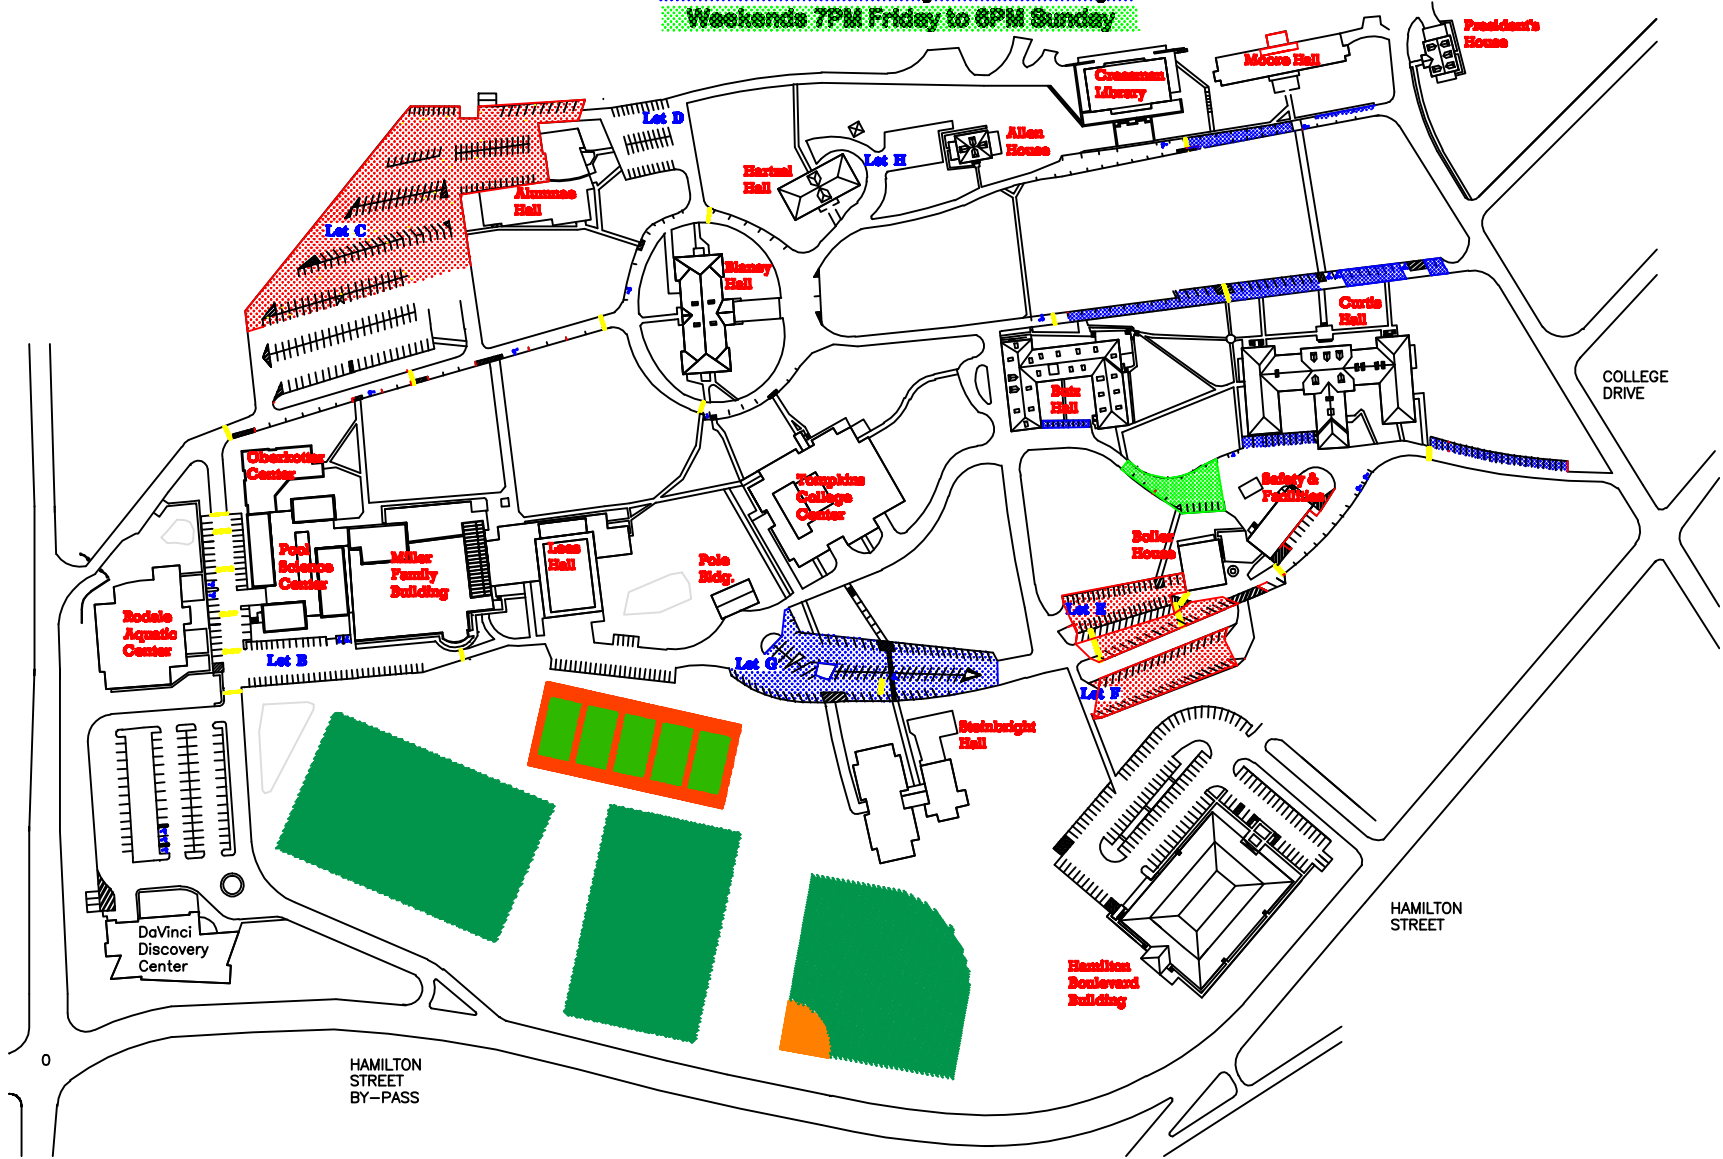 Weekends 7PM Friday to 6PM Sunday
President's
House
Moore Hall
Cressman
Library
Lot D
Allen
House
Lot H
Hartzel
Hall
Alumnae
Hall
Lot C
Blaney
Hall
Curtis
Hall
COLLEGE
DRIVE
Butz
Hall
Uberkotter
Center
Tompkins
College
Center
Safety &
Facilities
Boiler
House
Pool
Science
Center
Miller
Family
Building
Lees
Hall
Pole
Bldg.
Lot E
Rodale
Aquatic
Center
Lot B
Lot G
Lot F
Steinbright
Hall
HAMILTON
STREET
DaVinci
Discovery
Center
Hamilton
Boulevard
Building
HAMILTON
STREET
BY-PASS